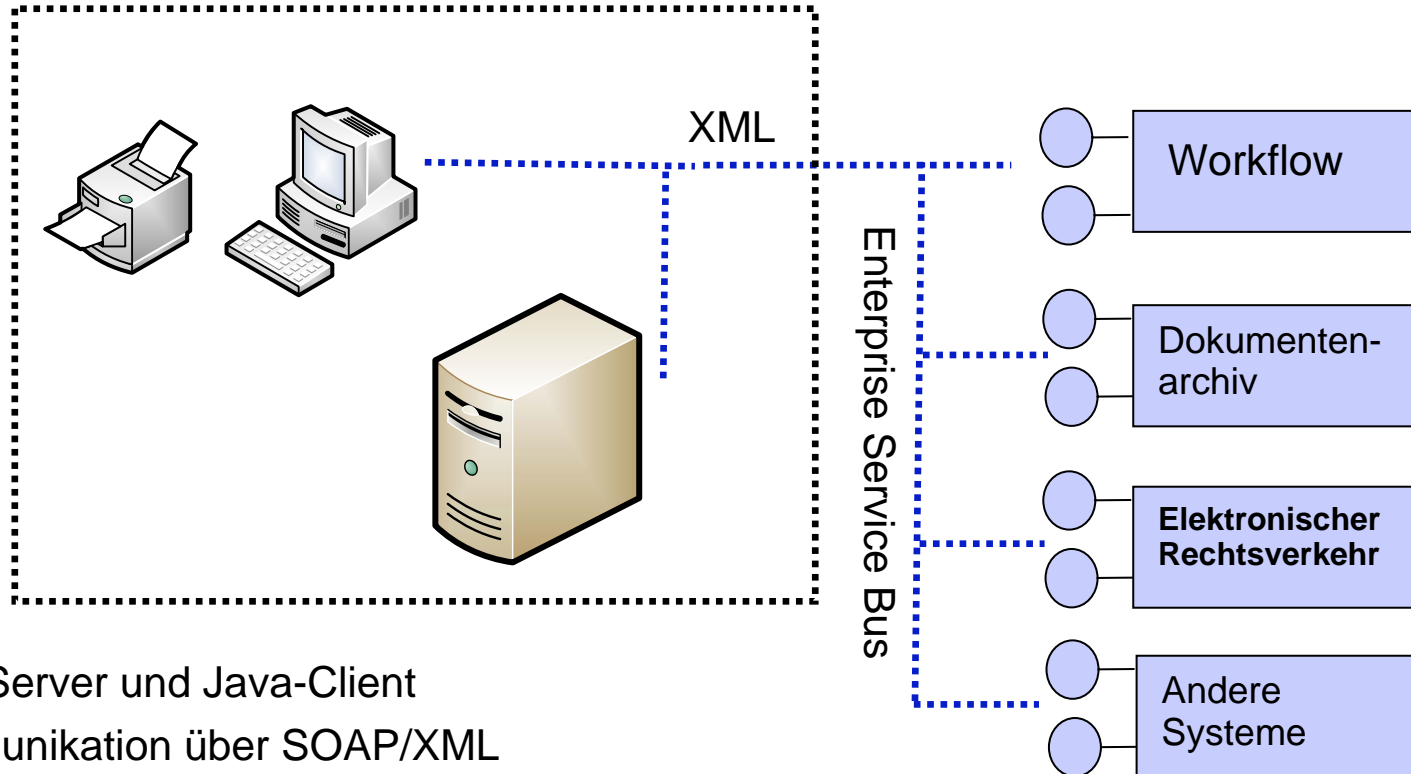 XML
Workflow
Enterprise Service Bus
Dokumenten-
archiv
Elektronischer
Rechtsverkehr
Andere
Systeme
Server und Java-Client
unikation über SOAP/XML